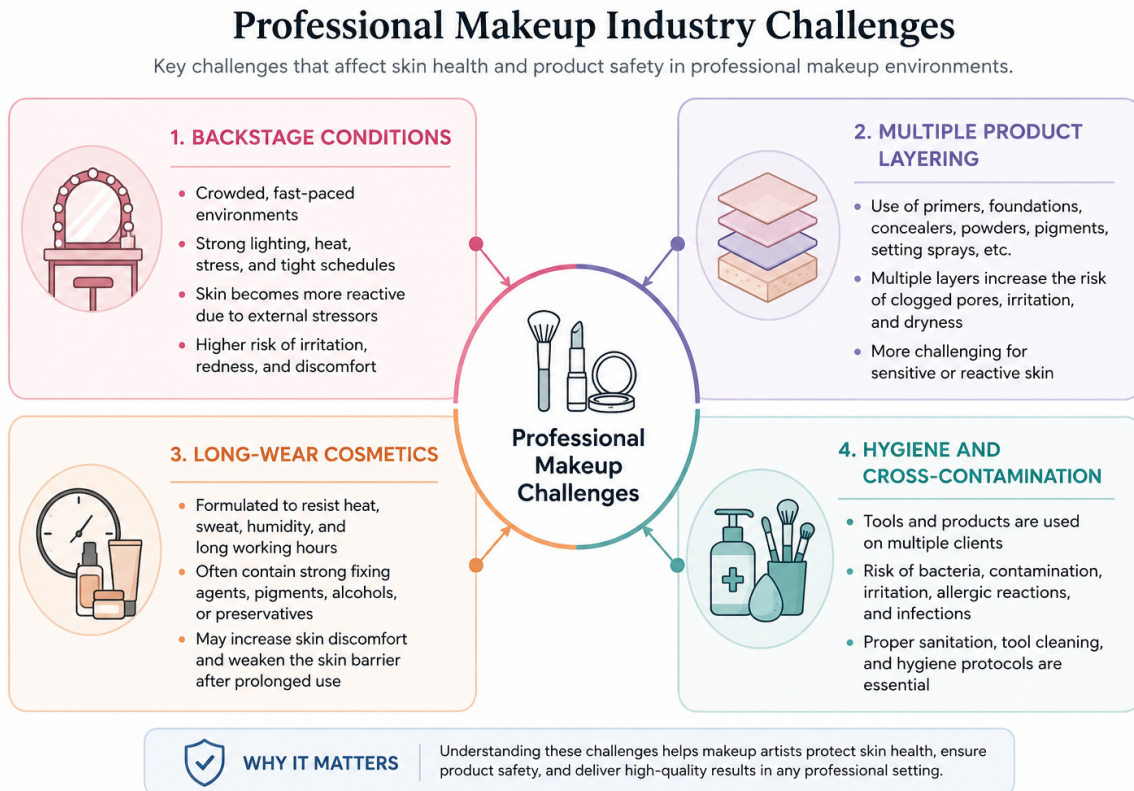 Professional Makeup Industry Challenges
Key challenges that affect skin health and product safety in professional makeup environments.
1. BACKSTAGE CONDITIONS
• Crowded, fast-paced
environments
• Strong lighting, heat,
stress, and tight schedules
• Skin becomes more reactive
due to external stressors
• Higher risk of irritation,
redness, and discomfort
2. MULTIPLE PRODUCT
LAYERING
• Use of primers, foundations,
concealers, powders, pigments,
setting sprays, etc.
• Multiple layers increase the risk
of clogged pores, irritation,
and dryness
• More challenging for
sensitive or reactive skin
Professional
Makeup
Challenges
3. LONG-WEAR COSMETICS
• Formulated to resist heat,
sweat, humidity, and
long working hours
• Often contain strong fixing
agents, pigments, alcohols,
or preservatives
• May increase skin discomfort
and weaken the skin barrier
after prolonged use
4. HYGIENE AND
CROSS-CONTAMINATION
• Tools and products are used
on multiple clients
• Risk of bacteria, contamination,
irritation, allergic reactions,
and infections
• Proper sanitation, tool cleaning,
and hygiene protocols are
essential
WHY IT MATTERS
Understanding these challenges helps makeup artists protect skin health, ensure
product safety, and deliver high-quality results in any professional setting.